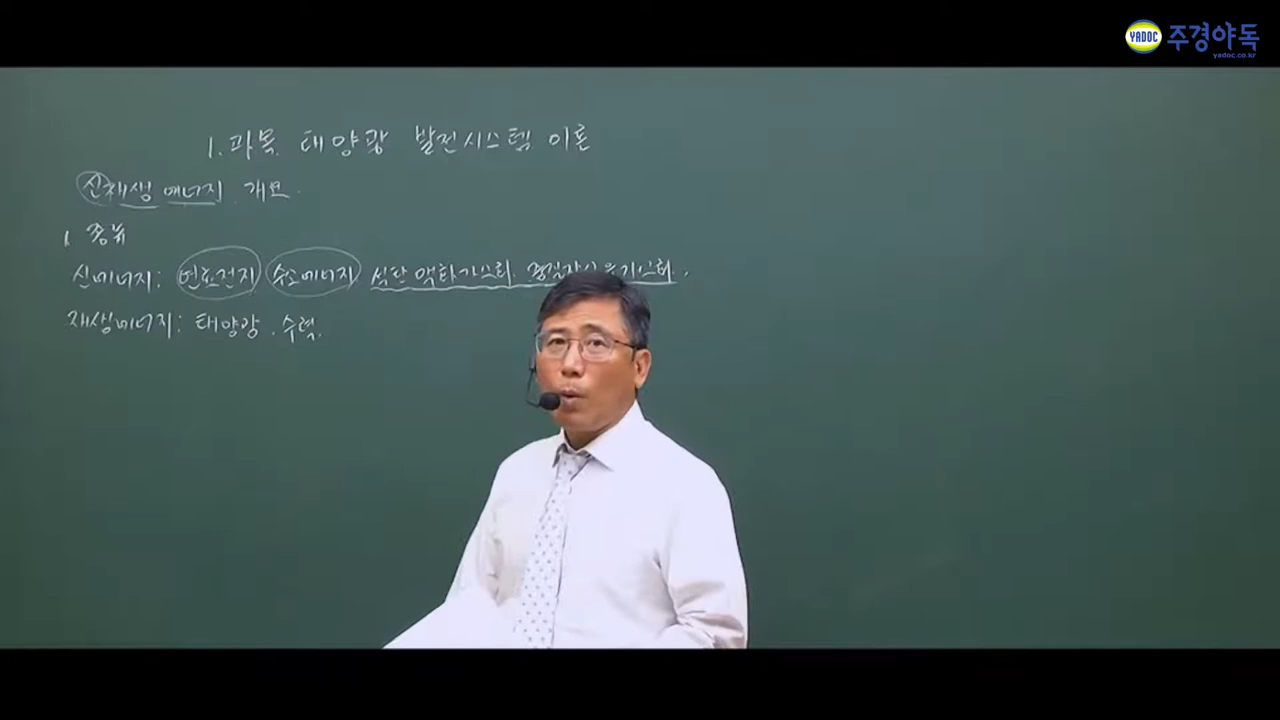 YADOC 주경야독
yadoc.co.kr
1. 과목 태양광 발전시스템 이론
신재생 에너지 개요.
1. 종류
신에너지: 연료전지 수소에너지 석탄 액화가스화.
재생에너지: 태양광, 수력.